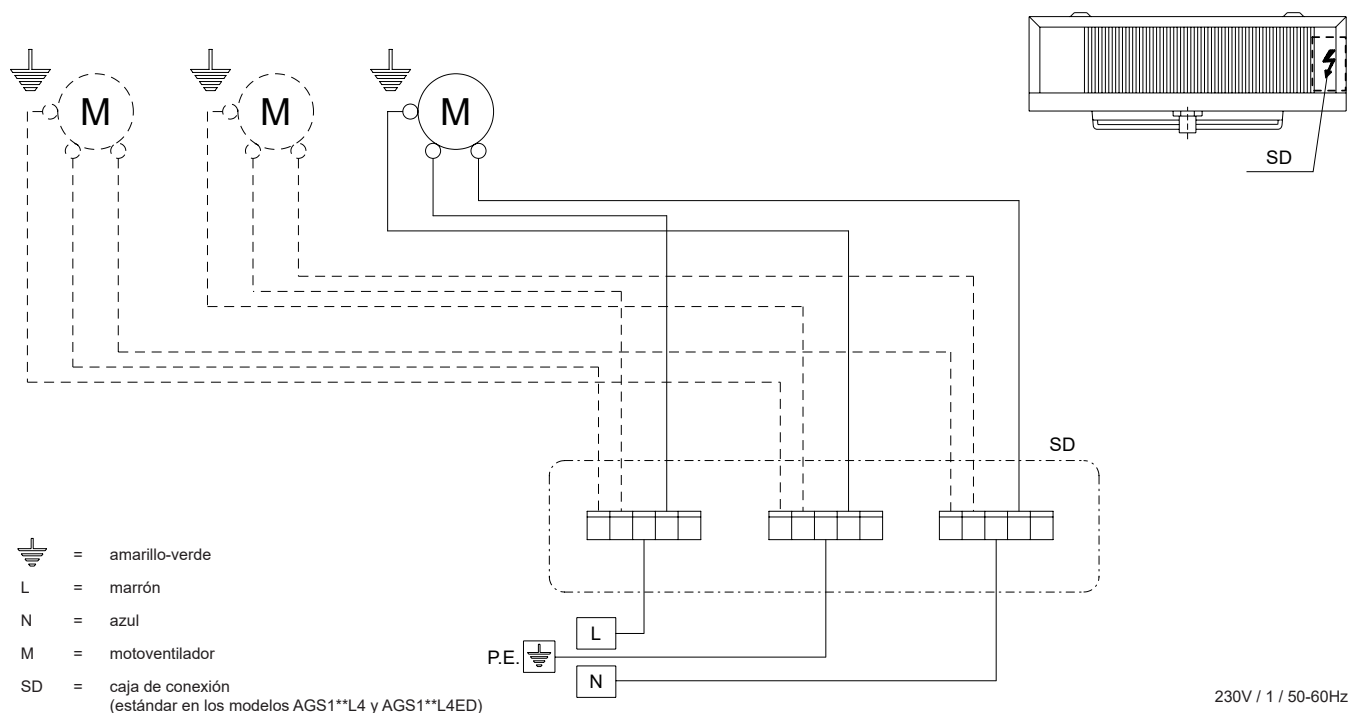 M
M
M
SD
SD
= amarillo-verde
L = marrón
N = azul
M = motoventilador
SD = caja de conexión
(estándar en los modelos AGS1**L4 y AGS1**L4ED)
L
P.E.
N
230V / 1 / 50-60Hz